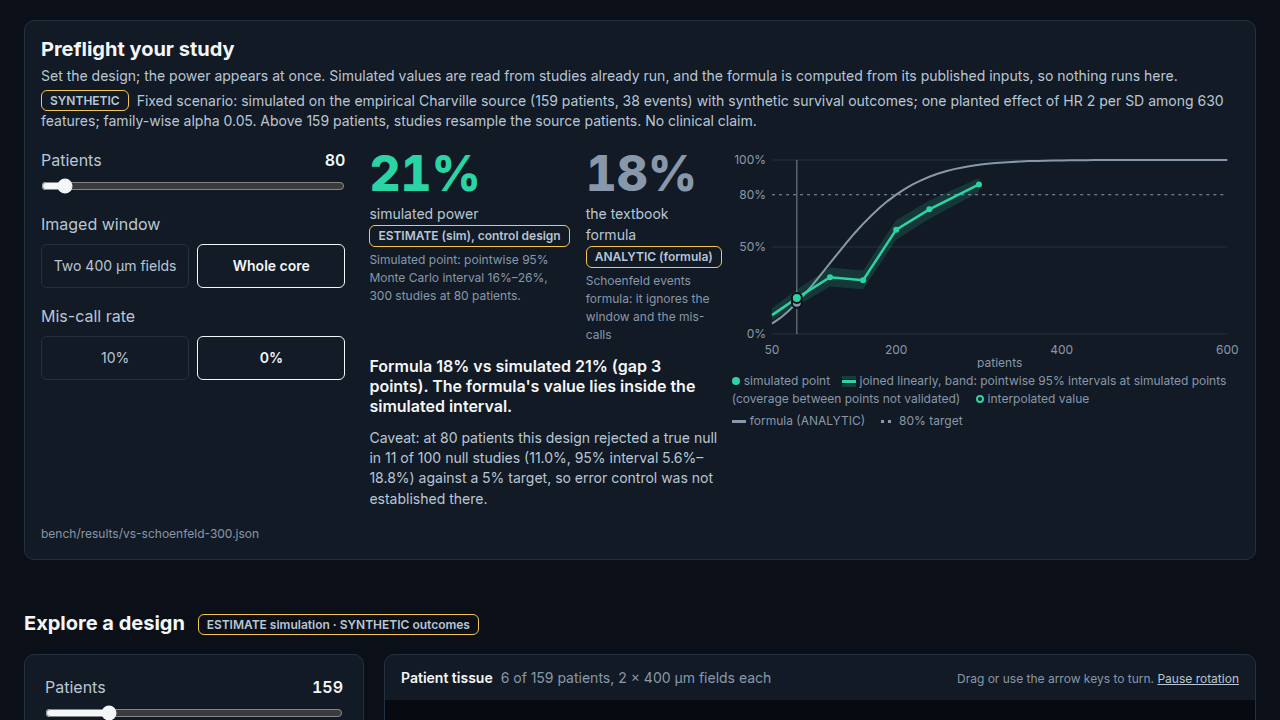 Preflight your study
Set the design; the power appears at once. Simulated values are read from studies already run, and the formula is computed from its published inputs, so nothing runs here.
SYNTHETIC Fixed scenario: simulated on the empirical Charville source (159 patients, 38 events) with synthetic survival outcomes; one planted effect of HR 2 per SD among 630
features; family-wise alpha 0.05. Above 159 patients, studies resample the source patients. No clinical claim.
Patients 80
Imaged window
Two 400 µm fields Whole core
Mis-call rate
10% 0%
21%
simulated power
ESTIMATE (sim), control design
Simulated point: pointwise 95%
Monte Carlo interval 16%–26%,
300 studies at 80 patients.
18%
the textbook
formula
ANALYTIC (formula)
Schoenfeld events
formula: it ignores the
window and the mis-
calls
Formula 18% vs simulated 21% (gap 3
points). The formula's value lies inside the
simulated interval.
Caveat: at 80 patients this design rejected a true null
in 11 of 100 null studies (11.0%, 95% interval 5.6%–
18.8%) against a 5% target, so error control was not
established there.
100%
80%
50%
0%
50 200 400 600
patients
simulated point joined linearly, band: pointwise 95% intervals at simulated points
(coverage between points not validated) interpolated value
formula (ANALYTIC) 80% target
bench/results/vs-schoenfeld-300.json
Explore a design ESTIMATE simulation · SYNTHETIC outcomes
Patients 159
Patient tissue 6 of 159 patients, 2 × 400 µm fields each
Drag or use the arrow keys to turn. Pause rotation